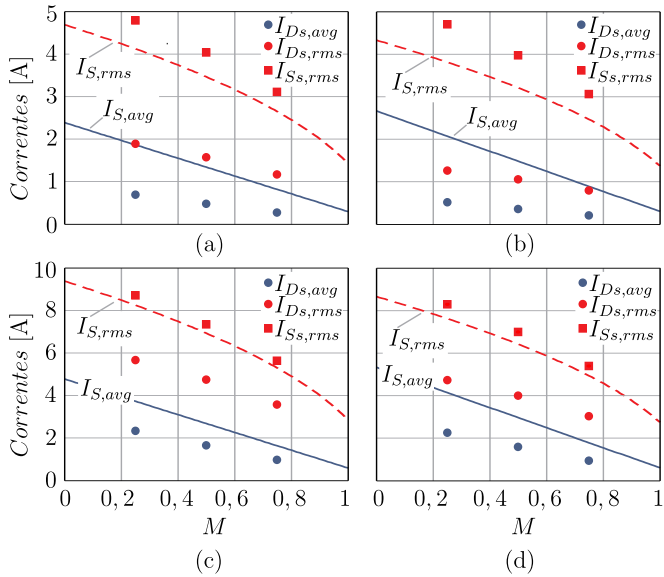 5
4
3
2
1
0
Correntes [A]
I_{S,rms}
I_{S,avg}
I_{Ds,avg}
I_{Ds,rms}
I_{Ss,rms}
(a)
I_{S,rms}
I_{S,avg}
I_{Ds,avg}
I_{Ds,rms}
I_{Ss,rms}
(b)
10
8
6
4
2
0
Correntes [A]
I_{S,rms}
I_{S,avg}
I_{Ds,avg}
I_{Ds,rms}
I_{Ss,rms}
0 0,2 0,4 0,6 0,8 1
M
(c)
I_{S,rms}
I_{S,avg}
I_{Ds,avg}
I_{Ds,rms}
I_{Ss,rms}
0 0,2 0,4 0,6 0,8 1
M
(d)